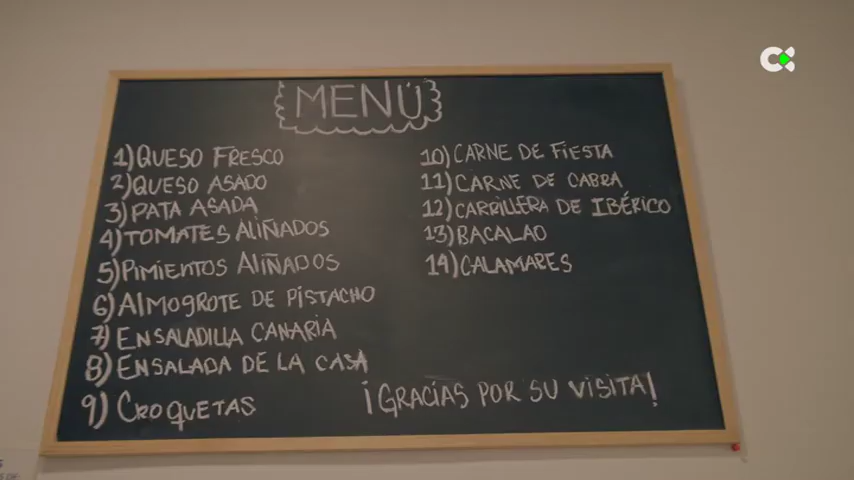 MENÚ
1) QUESO FRESCO
2) QUESO ASADO
3) PATA ASADA
4) TOMATES ALIÑADOS
5) PIMIENTOS ALIÑADOS
6) ALMOGROTE DE PISTACHO
7) ENSALADILLA CANARIA
8) ENSALADA DE LA CASA
9) CROQUETAS
10) CARNE DE FIESTA
11) CARNE DE CABRA
12) CARRILLERA DE IBÉRICO
13) BACALAO
14) CALAMARES
¡GRACIAS POR SU VISITA!